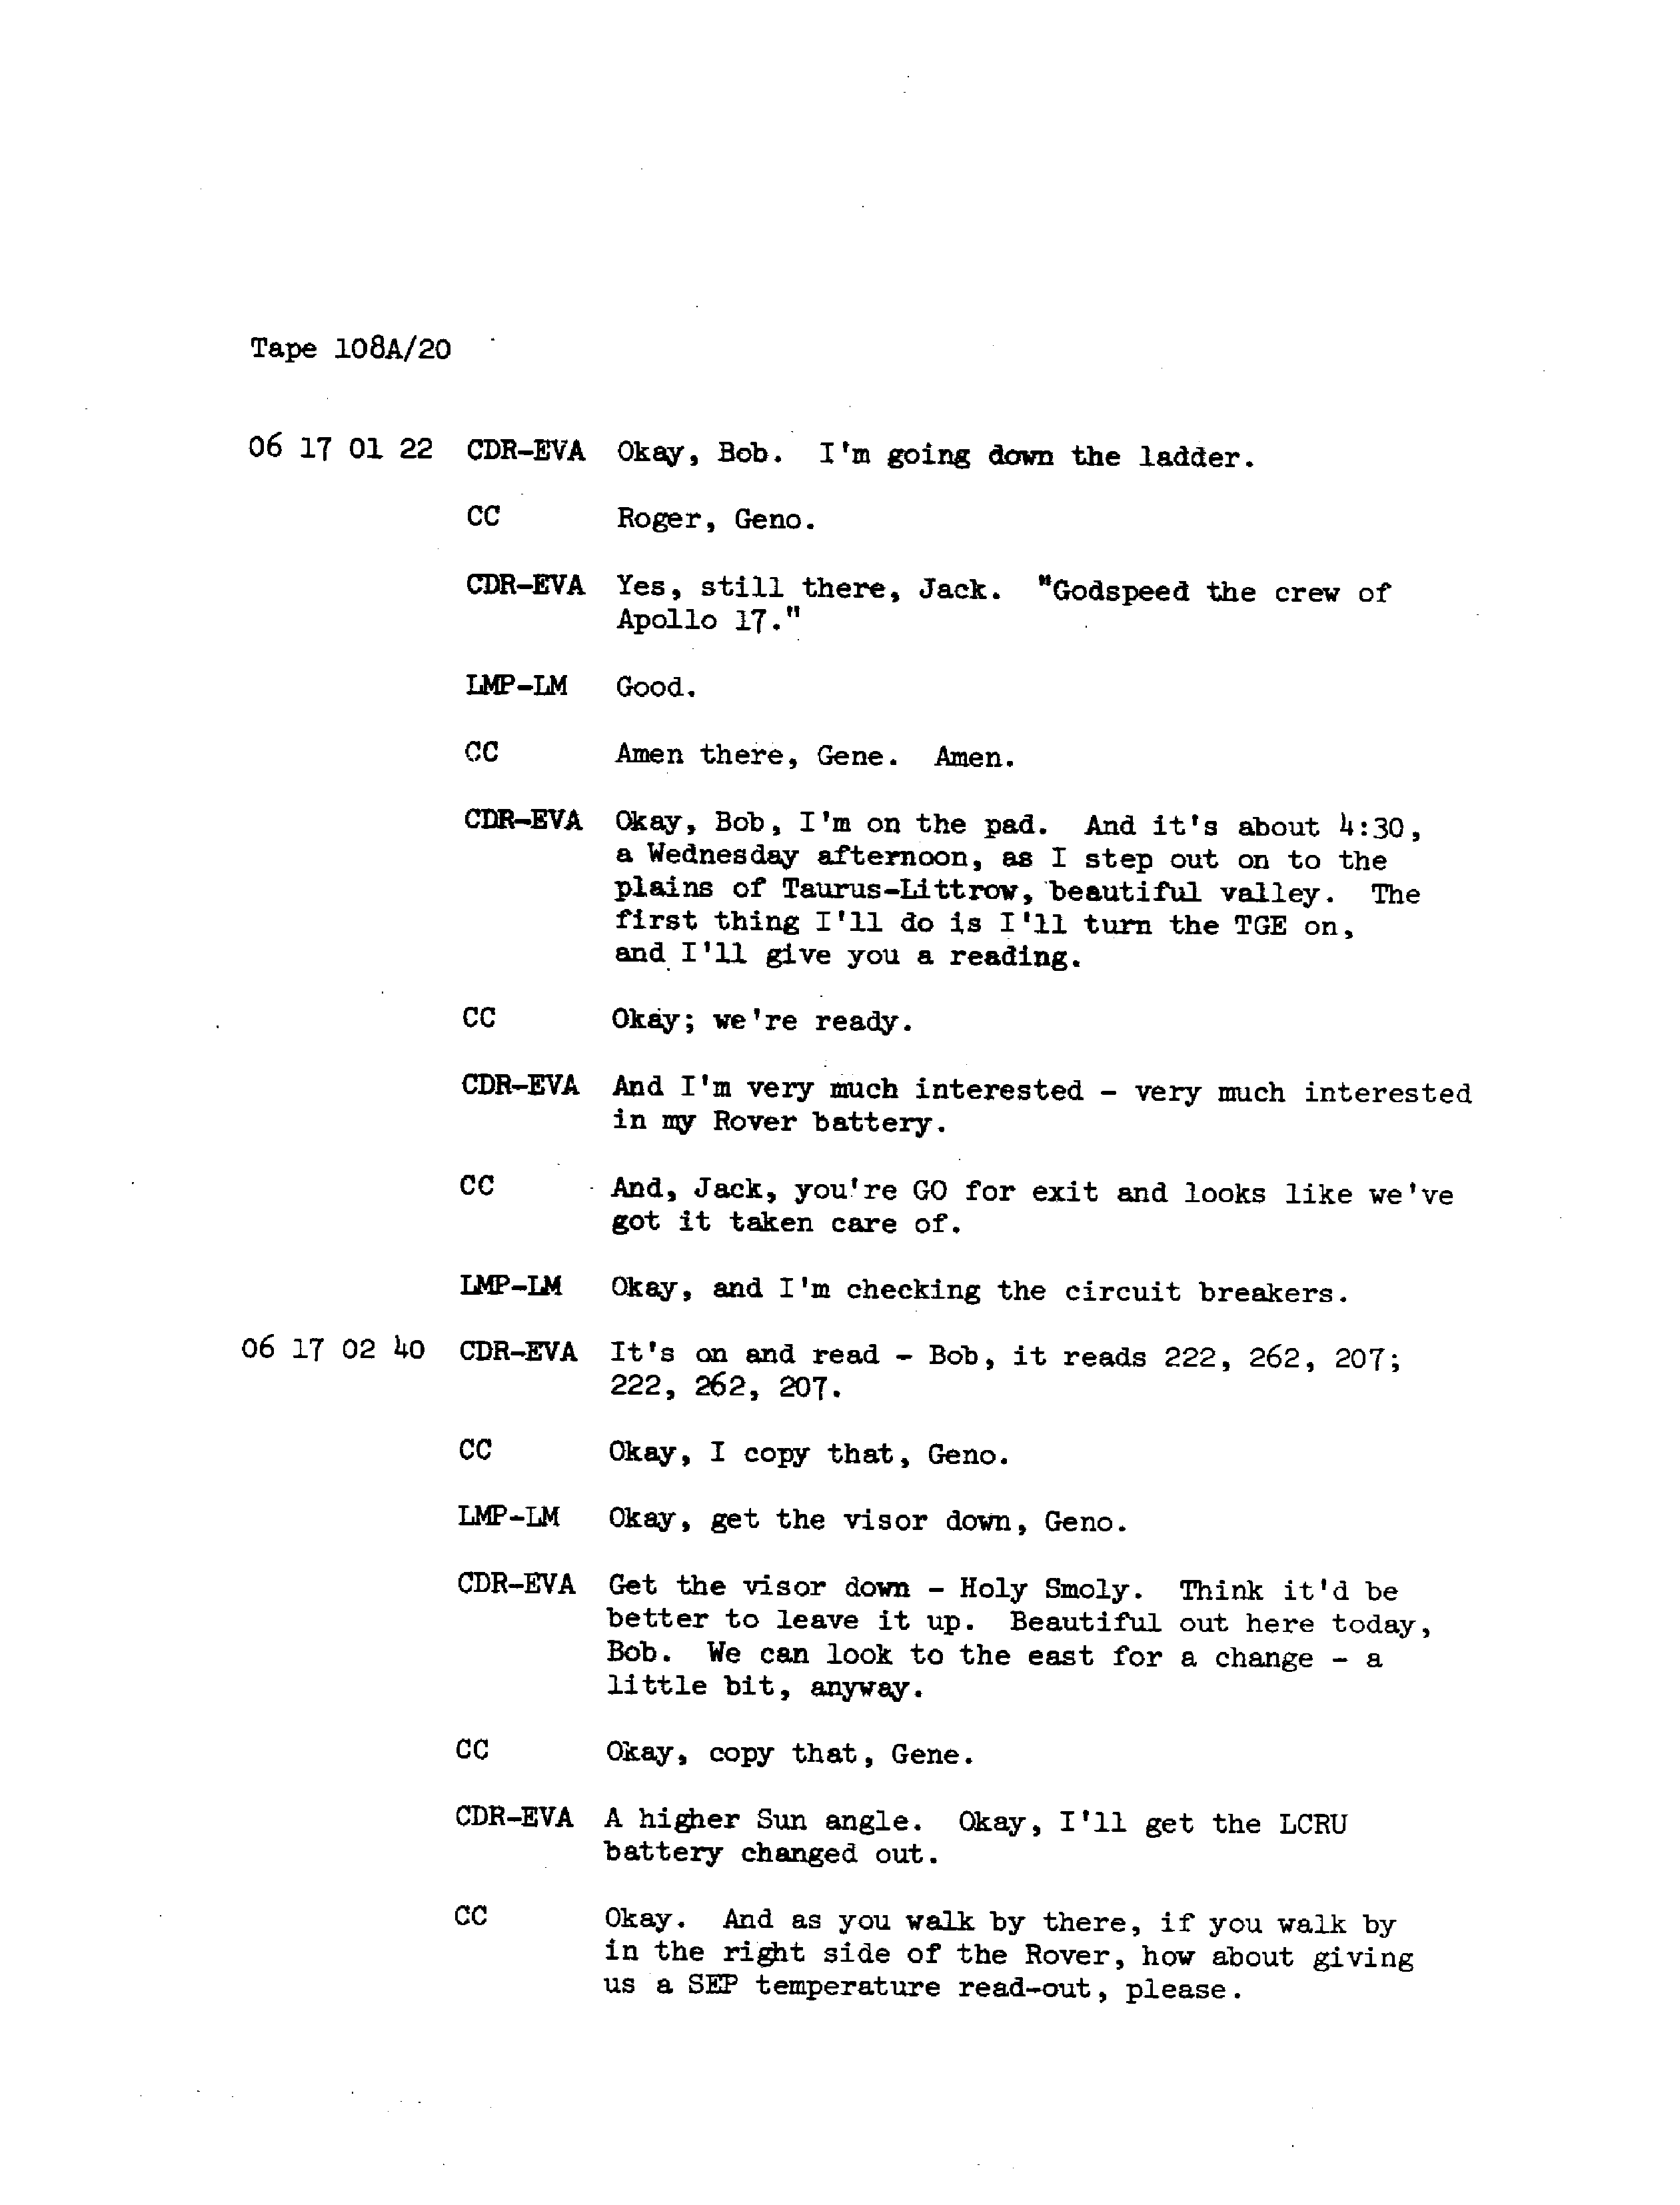 Tape 108A/20
06 17 01 22 CDR-EVA Okay, Bob. I'm going down the ladder.
CC Roger, Geno.
CDR-EVA Yes, still there, Jack. "Godspeed the crew of
Apollo 17."
LMP-LM Good.
CC Amen there, Gene. Amen.
CDR-EVA Okay, Bob, I'm on the pad. And it's about 4:30,
a Wednesday afternoon, as I step out on to the
plains of Taurus-Littrow, beautiful valley. The
first thing I'll do is I'll turn the TGE on,
and I'll give you a reading.
CC Okay; we're ready.
CDR-EVA And I'm very much interested - very much interested
in my Rover battery.
CC And, Jack, you're GO for exit and looks like we've
got it taken care of.
LMP-LM Okay, and I'm checking the circuit breakers.
06 17 02 40 CDR-EVA It's on and read - Bob, it reads 222, 262, 207;
222, 262, 207.
CC Okay, I copy that, Geno.
LMP-LM Okay, get the visor down, Geno.
CDR-EVA Get the visor down - Holy Smoly. Think it'd be
better to leave it up. Beautiful out here today,
Bob. We can look to the east for a change - a
little bit, anyway.
CC Okay, copy that, Gene.
CDR-EVA A higher Sun angle. Okay, I'll get the LCRU
battery changed out.
CC Okay. And as you walk by there, if you walk by
in the right side of the Rover, how about giving
us a SEP temperature read-out, please.